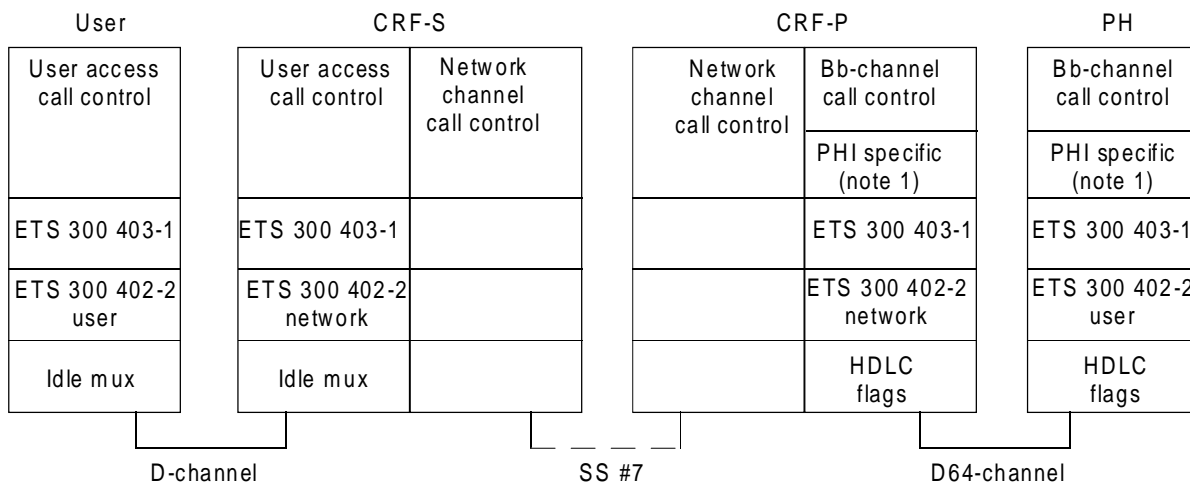 User
CRF-S
CRF-P
PH
User access
call control
User access
call control
Network
channel
call control
Network
channel
call control
Bb-channel
call control
Bb-channel
call control
PHI specific
(note 1)
PHI specific
(note 1)
ETS 300 403-1
ETS 300 403-1
ETS 300 403-1
ETS 300 403-1
ETS 300 402-2
user
ETS 300 402-2
network
ETS 300 402-2
network
ETS 300 402-2
user
Idle mux
Idle mux
HDLC
flags
HDLC
flags
D-channel
SS #7
D64-channel